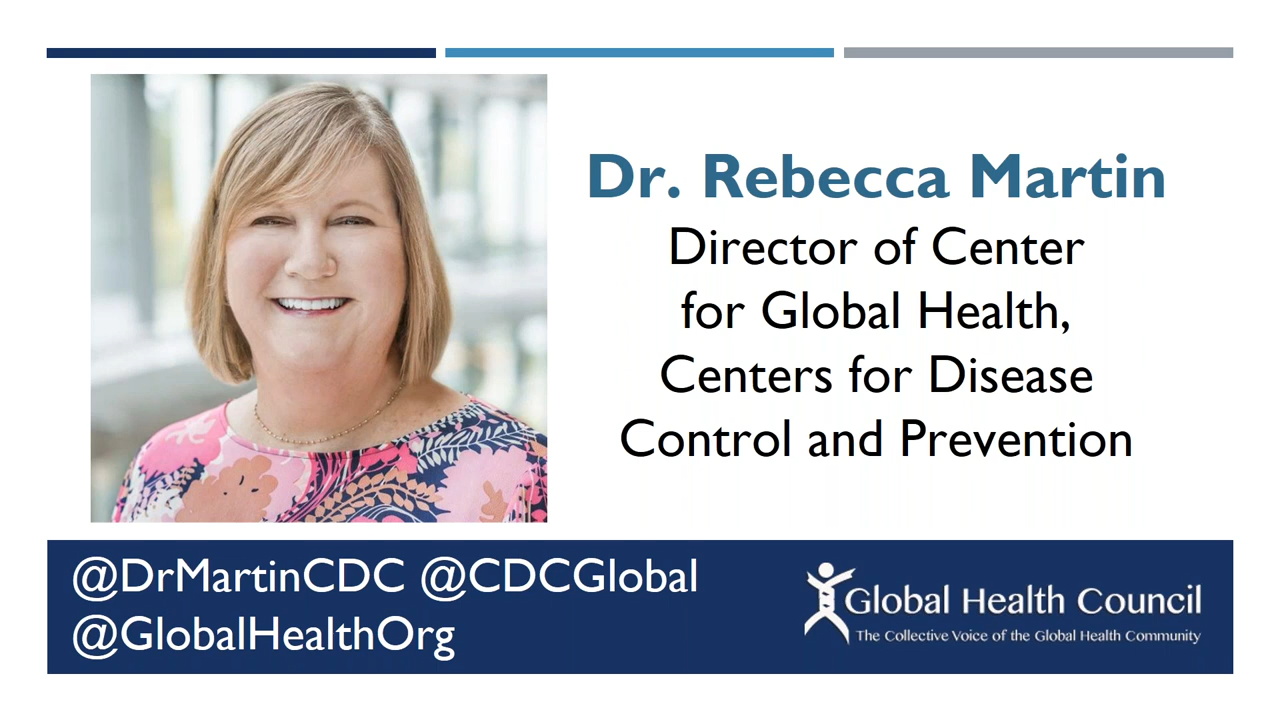 Dr. Rebecca Martin
Director of Center
for Global Health,
Centers for Disease
Control and Prevention
@DrMartinCDC @CDCGlobal
@GlobalHealthOrg
Global Health Council
The Collective Voice of the Global Health Community